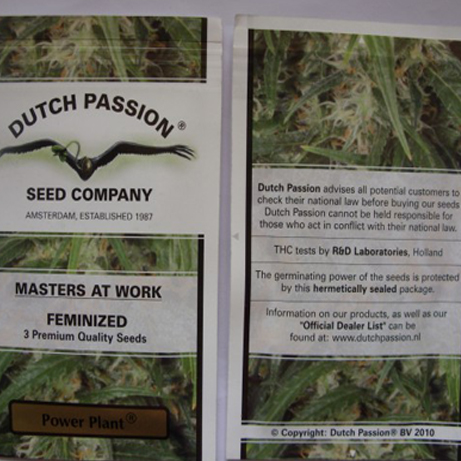 DUTCH PASSION®
SEED COMPANY
AMSTERDAM, ESTABLISHED 1987
MASTERS AT WORK
FEMINIZED
3 Premium Quality Seeds
Power Plant®
Dutch Passion advises all potential customers to
check their national law before buying our seeds
Dutch Passion cannot be held responsible for
those who act in conflict with their national law.
THC tests by R&D Laboratories, Holland
The germinating power of the seeds is protected
by this hermetically sealed package.
Information on our products, as well as our
"Official Dealer List" can be
found at: www.dutchpassion.nl
© Copyright: Dutch Passion® BV 2010